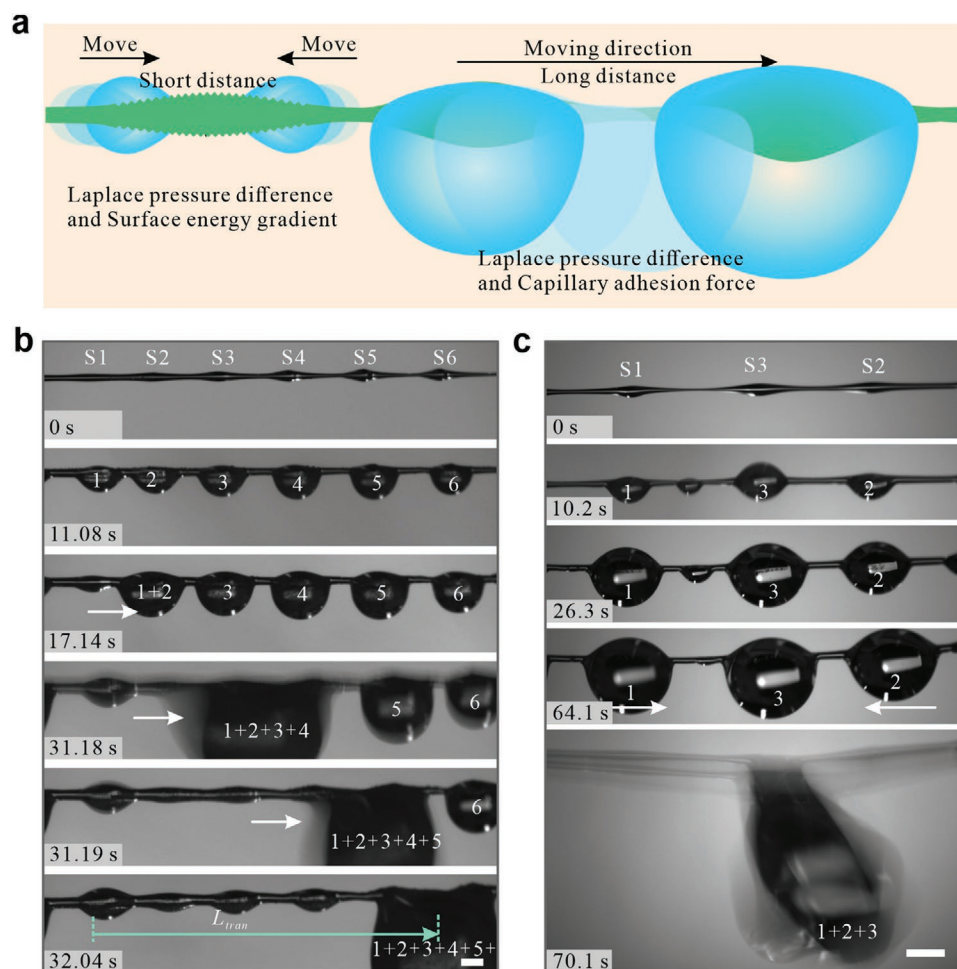 a
Move
Move
Short distance
Moving direction
Long distance
Laplace pressure difference
and Surface energy gradient
Laplace pressure difference
and Capillary adhesion force
b
S1 S2 S3 S4 S5 S6
0 s
1 2 3 4 5 6
11.08 s
1+2 3 4 5 6
17.14 s
1+2+3+4 5 6
31.18 s
1+2+3+4+5 6
31.19 s
Ltran
1+2+3+4+5+
32.04 s
c
S1 S3 S2
0 s
1 3 2
10.2 s
1 3 2
26.3 s
1 3 2
64.1 s
1+2+3
70.1 s